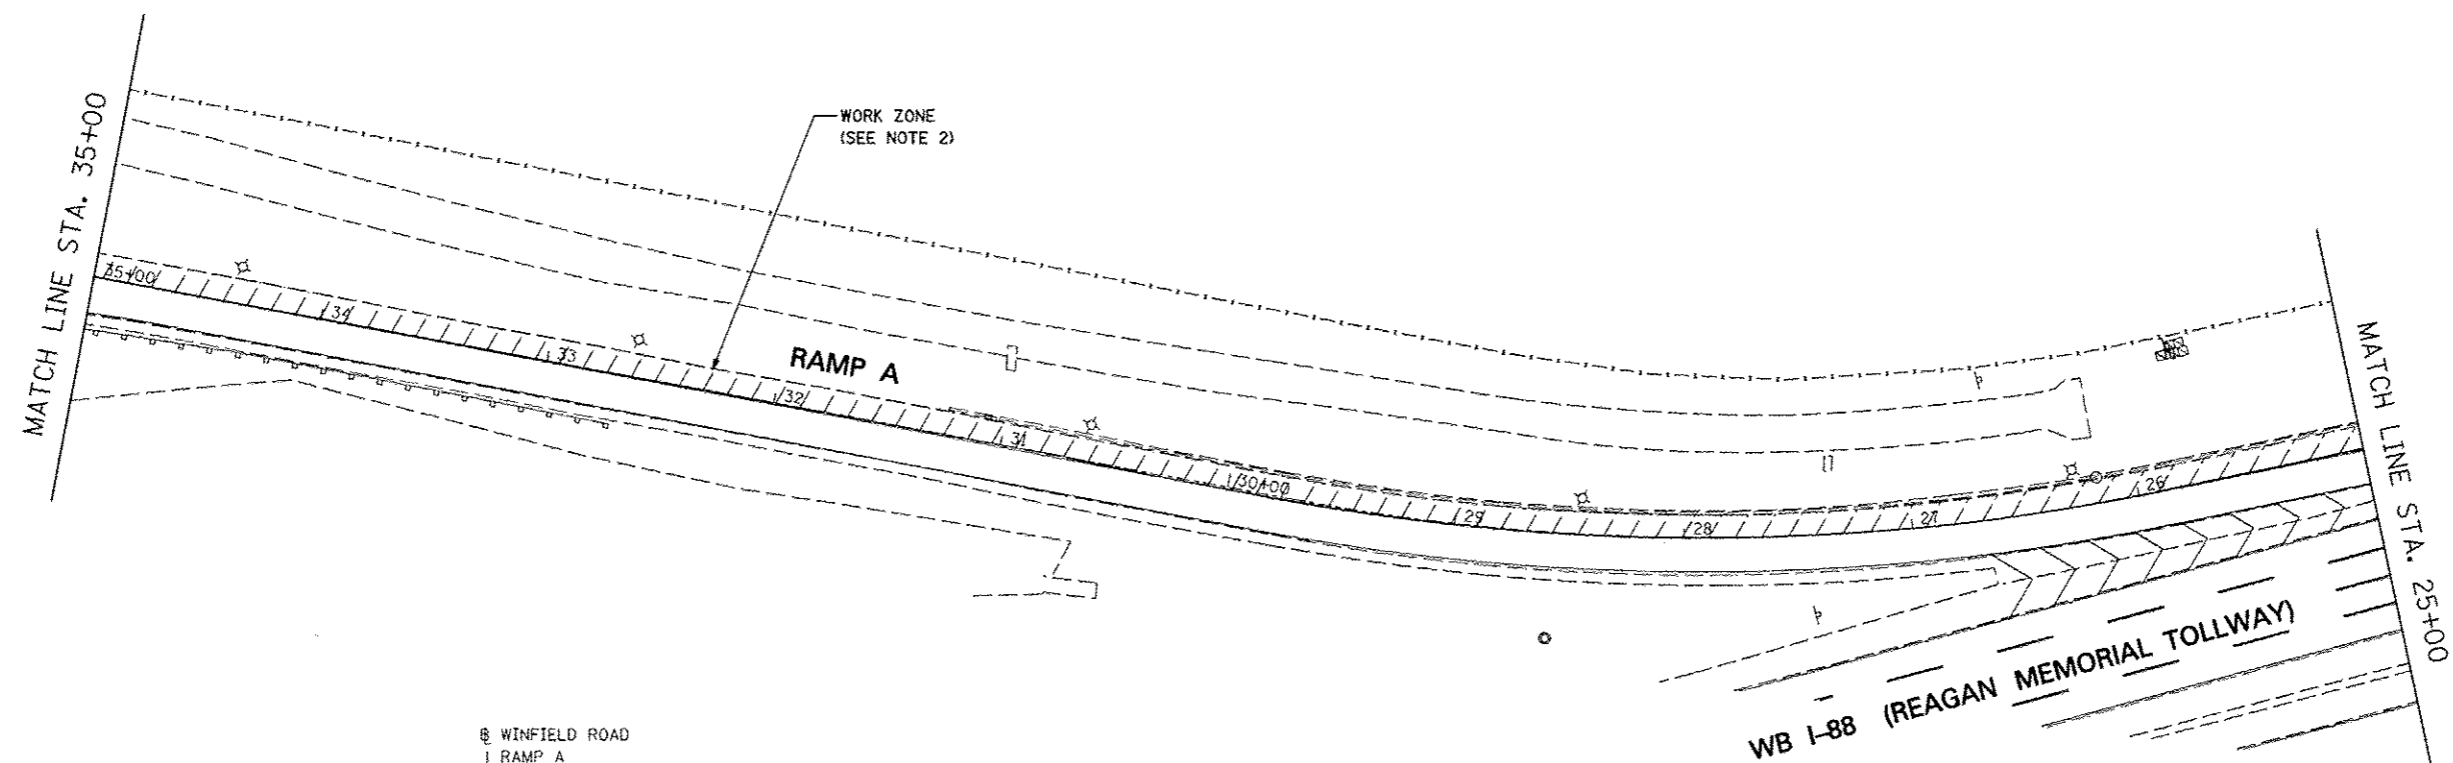 MATCH LINE STA. 35+00
WORK ZONE
(SEE NOTE 2)
35+00
34
33
RAMP A
32
31
30+00
29
28
27
26
MATCH LINE STA. 25+00
WB I-88 (REAGAN MEMORIAL TOLLWAY)
WINFIELD ROAD
RAMP A